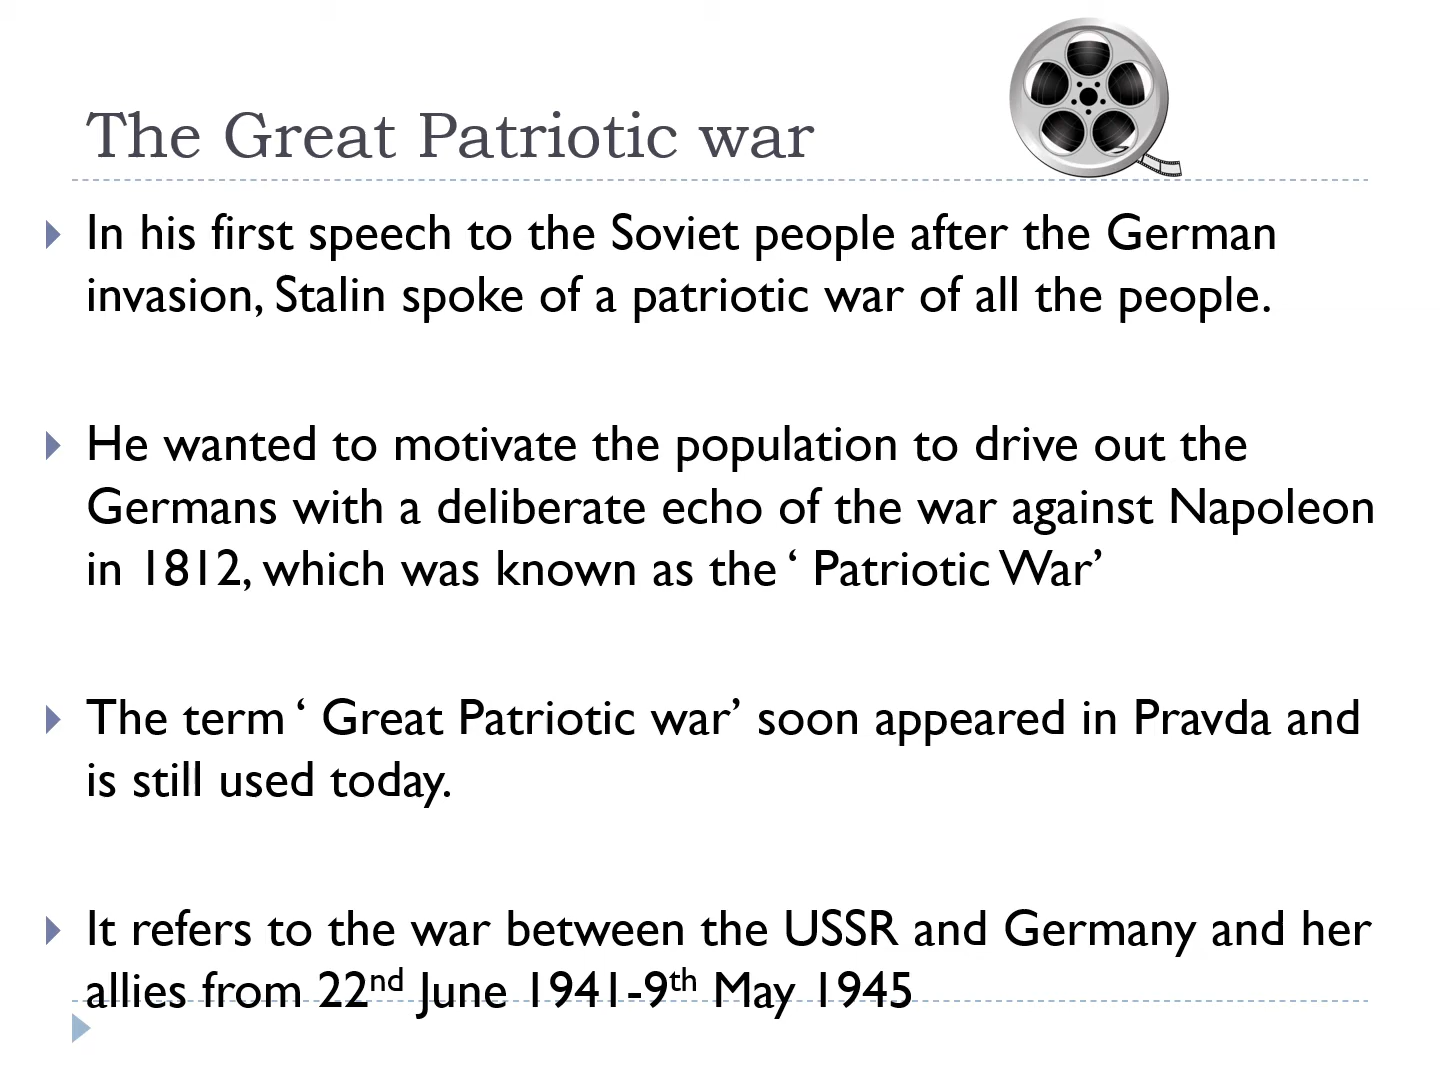 The Great Patriotic war
In his first speech to the Soviet people after the German
invasion, Stalin spoke of a patriotic war of all the people.
He wanted to motivate the population to drive out the
Germans with a deliberate echo of the war against Napoleon
in 1812, which was known as the ‘ Patriotic War’
The term ‘ Great Patriotic war’ soon appeared in Pravda and
is still used today.
It refers to the war between the USSR and Germany and her
allies from 22nd June 1941-9th May 1945